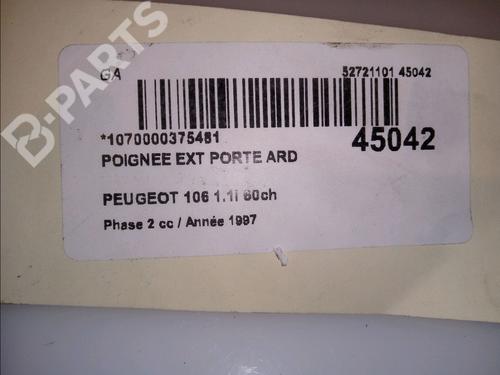 B-PARTS
GA
52721101 45042
*1070000375481
45042
POIGNEE EXT PORTE ARD
PEUGEOT 106 1.1i 60ch
Phase 2 cc / Année 1997